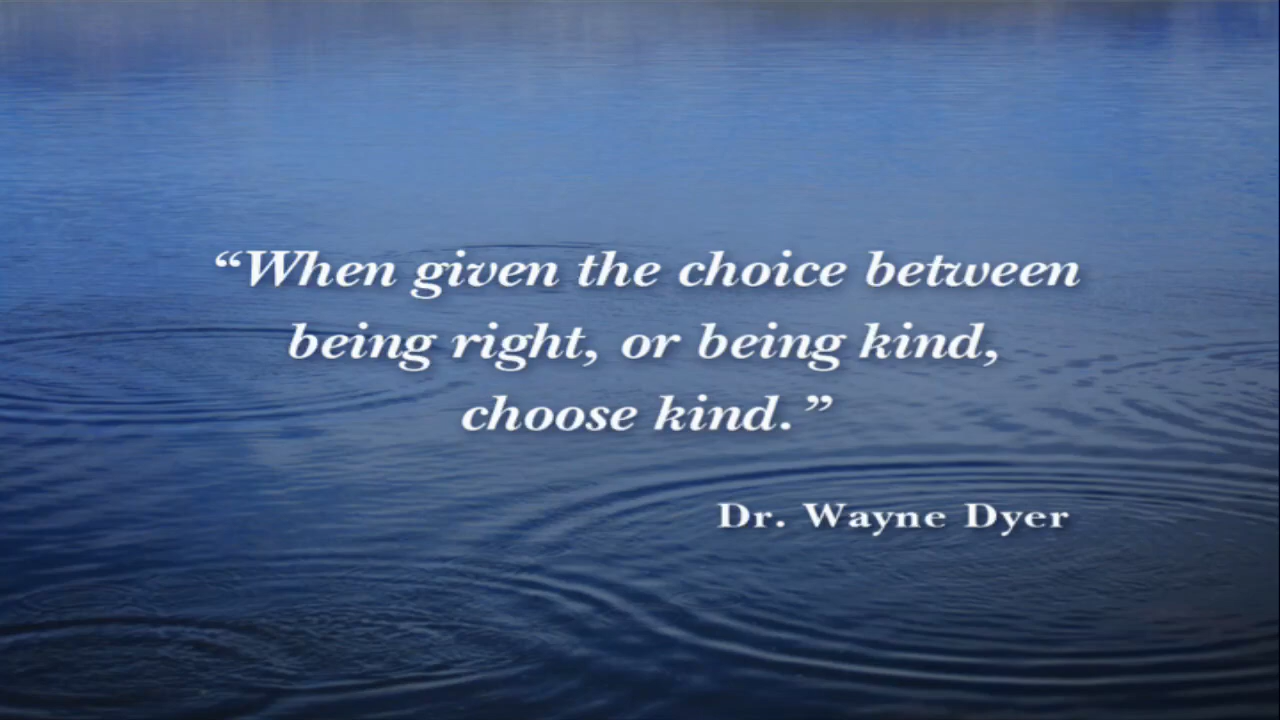 “When given the choice between
being right, or being kind,
choose kind.”
Dr. Wayne Dyer